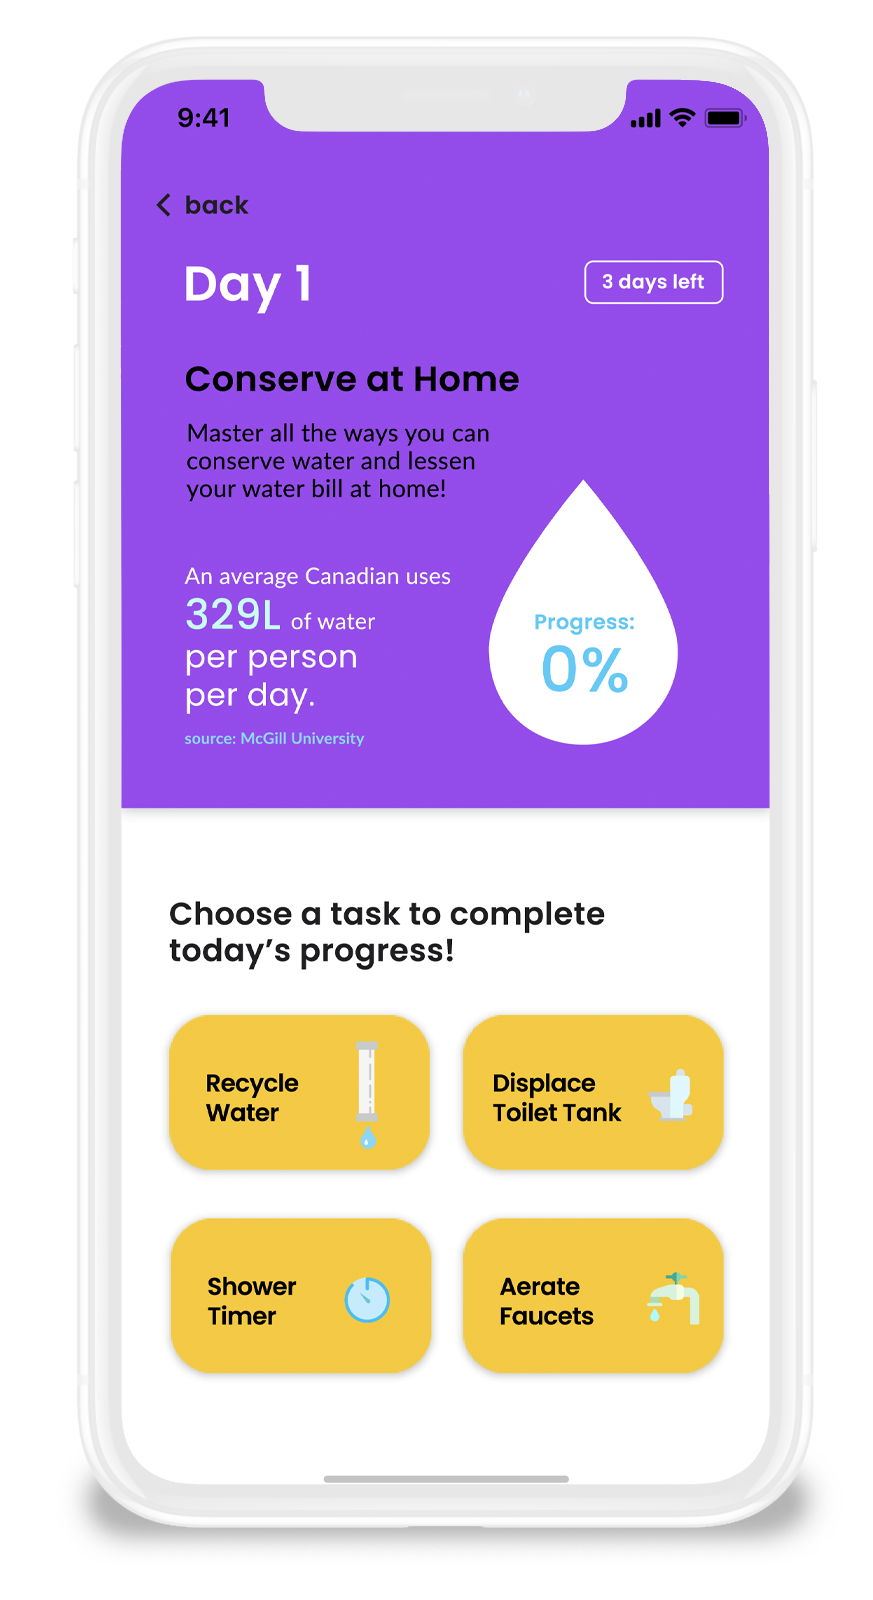 9:41
back
Day 1
3 days left
Conserve at Home
Master all the ways you can
conserve water and lessen
your water bill at home!
An average Canadian uses
329L of water
per person
per day.
source: McGill University
Progress:
0%
Choose a task to complete
today’s progress!
Recycle
Water
Displace
Toilet Tank
Shower
Timer
Aerate
Faucets